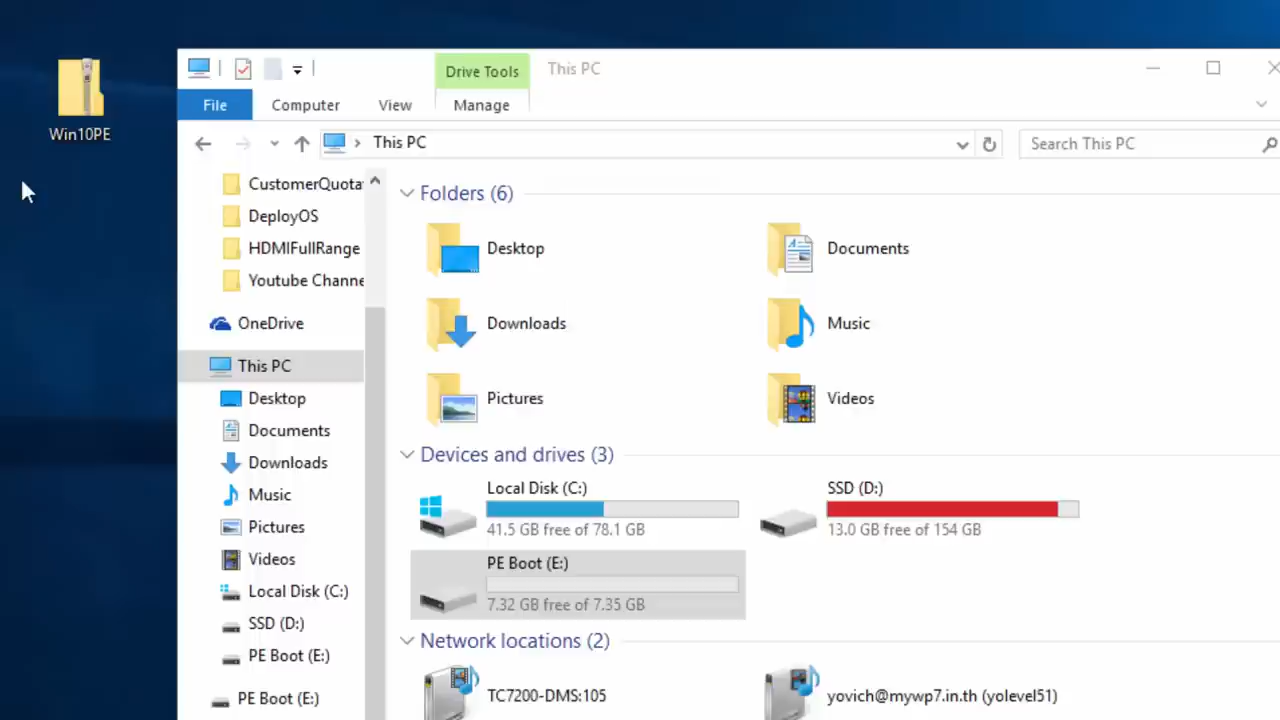 Win10PE
Drive Tools
This PC
File
Computer
View
Manage
This PC
Search This PC
CustomerQuota
DeployOS
HDMIFullRange
Youtube Channe
OneDrive
This PC
Desktop
Documents
Downloads
Music
Pictures
Videos
Local Disk (C:)
SSD (D:)
PE Boot (E:)
PE Boot (E:)
Folders (6)
Desktop
Documents
Downloads
Music
Pictures
Videos
Devices and drives (3)
Local Disk (C:)
41.5 GB free of 78.1 GB
SSD (D:)
13.0 GB free of 154 GB
PE Boot (E:)
7.32 GB free of 7.35 GB
Network locations (2)
TC7200-DMS:105
yovich@mywp7.in.th (yolevel51)